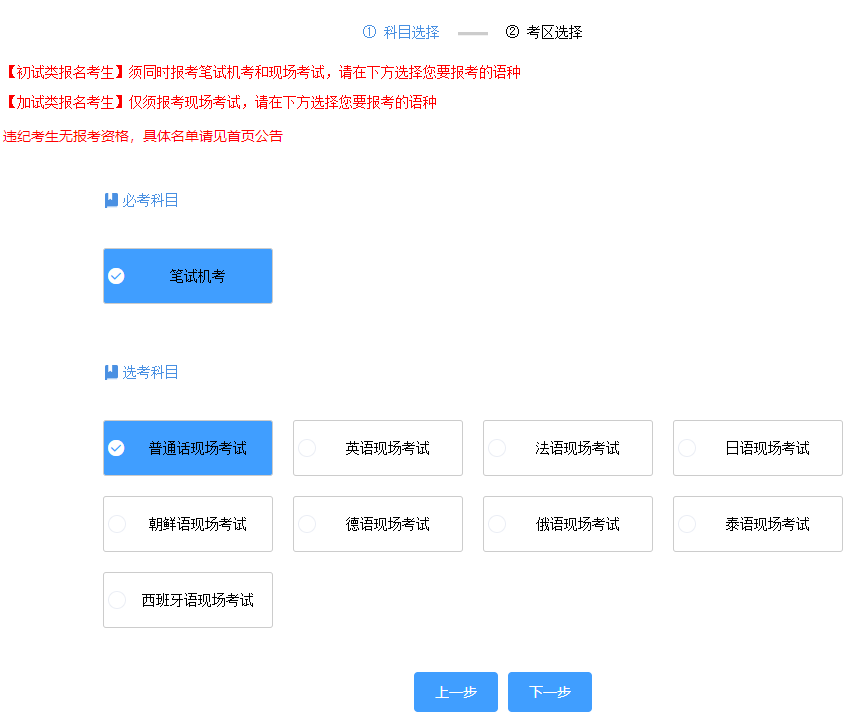 ① 科目选择 ② 考区选择
【初试类报名考生】须同时报考笔试机考和现场考试，请在下方选择您要报考的语种
【加试类报名考生】仅须报考现场考试，请在下方选择您要报考的语种
违纪考生无报考资格，具体名单请见首页公告
必考科目
笔试机考
选考科目
普通话现场考试 英语现场考试 法语现场考试 日语现场考试
朝鲜语现场考试 德语现场考试 俄语现场考试 泰语现场考试
西班牙语现场考试
上一步 下一步